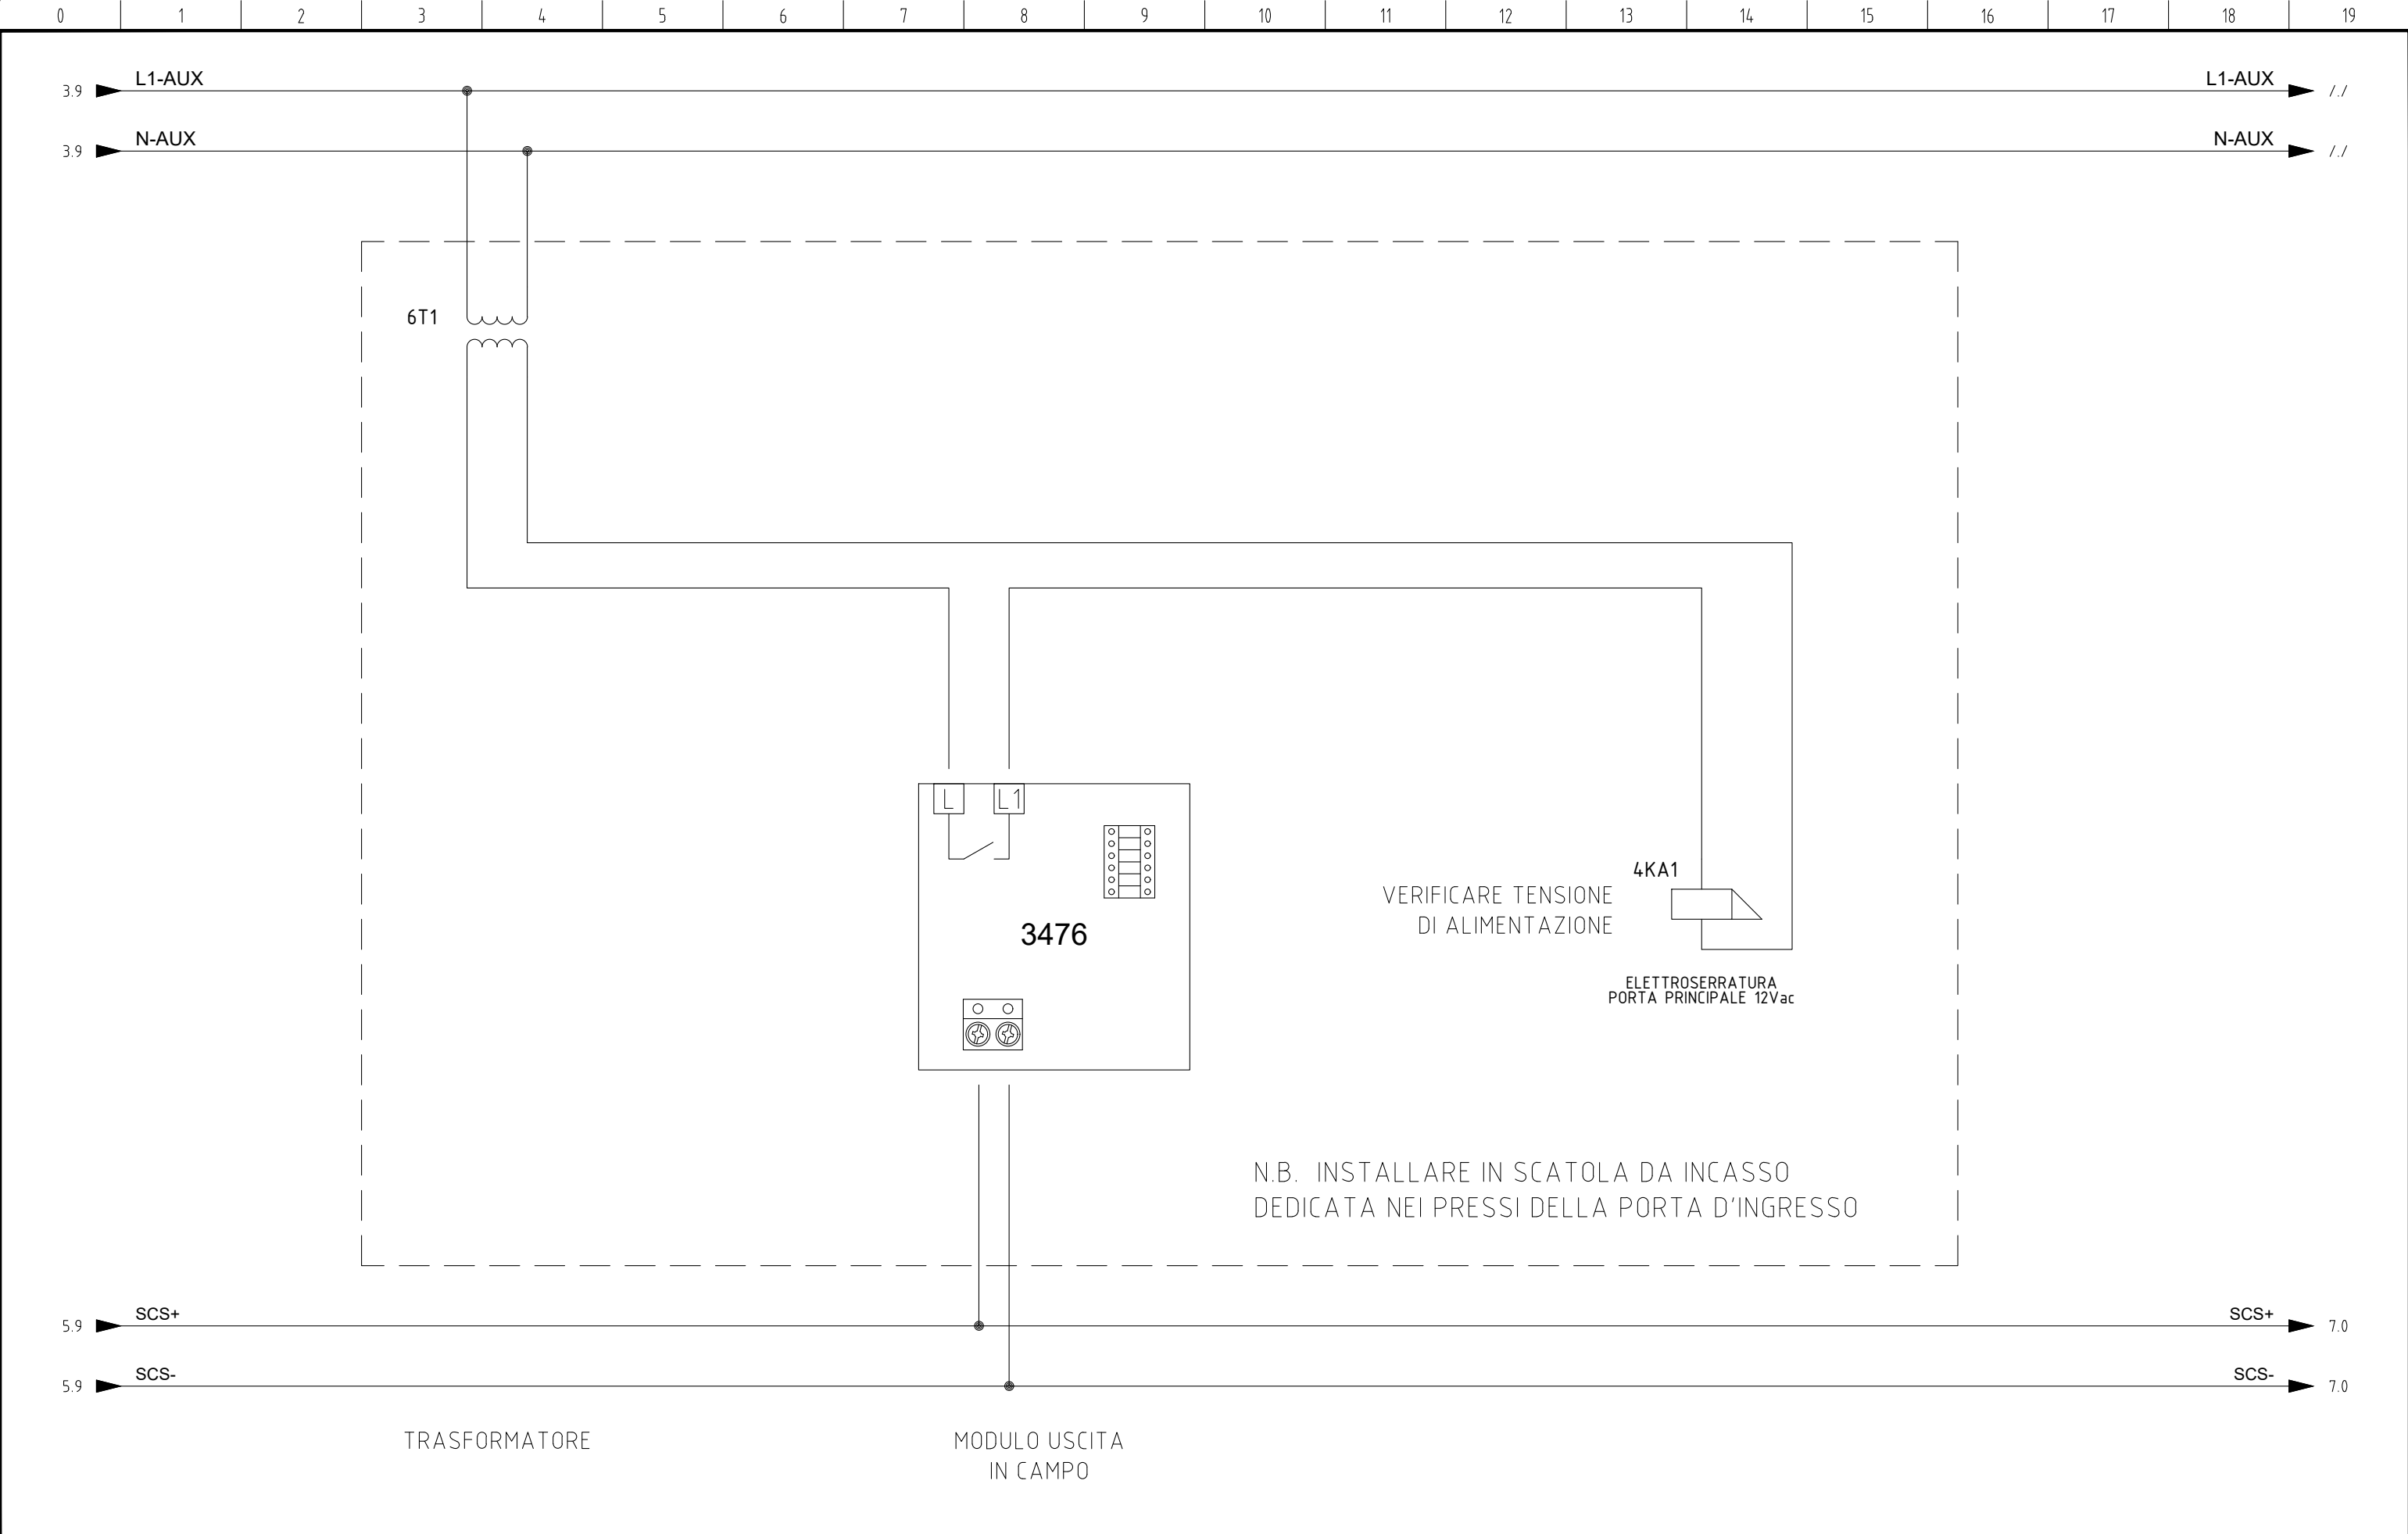 0 1 2 3 4 5 6 7 8 9 10 11 12 13 14 15 16 17 18 19
3.9 L1-AUX L1-AUX /./
3.9 N-AUX N-AUX /./
6T1
L L1
3476
4KA1
VERIFICARE TENSIONE
DI ALIMENTAZIONE
ELETTROSERRATURA
PORTA PRINCIPALE 12Vac
N.B. INSTALLARE IN SCATOLA DA INCASSO
DEDICATA NEI PRESSI DELLA PORTA D'INGRESSO
5.9 SCS+ SCS+ 7.0
5.9 SCS- SCS- 7.0
TRASFORMATORE
MODULO USCITA
IN CAMPO